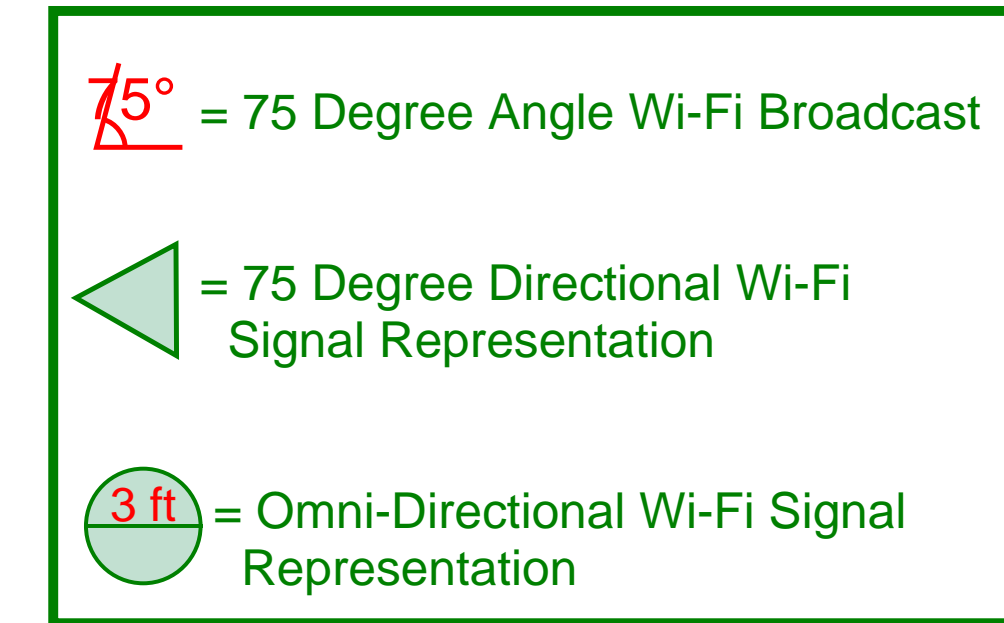 75° = 75 Degree Angle Wi-Fi Broadcast
= 75 Degree Directional Wi-Fi
Signal Representation
3 ft = Omni-Directional Wi-Fi Signal
Representation